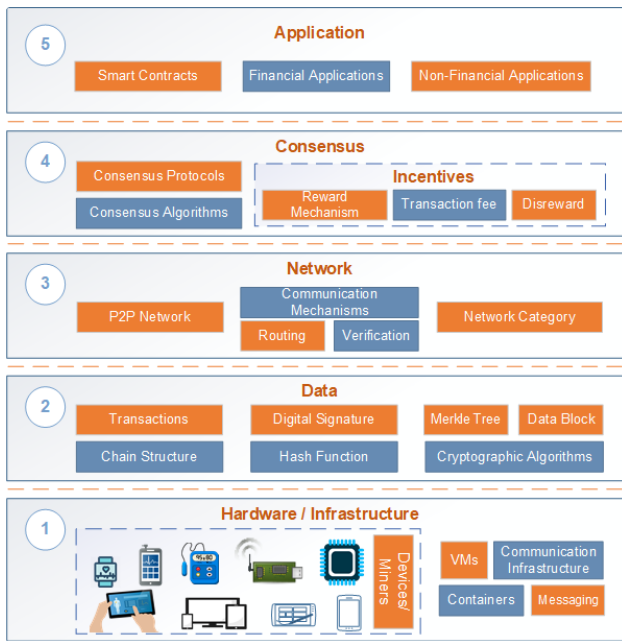 5
Application
Smart Contracts
Financial Applications
Non-Financial Applications
4
Consensus
Consensus Protocols
Consensus Algorithms
Incentives
Reward
Mechanism
Transaction fee
Disreward
3
Network
P2P Network
Communication
Mechanisms
Routing
Verification
Network Category
2
Data
Transactions
Digital Signature
Merkle Tree
Data Block
Chain Structure
Hash Function
Cryptographic Algorithms
1
Hardware / Infrastructure
Devices/
Miners
VMs
Communication
Infrastructure
Containers
Messaging